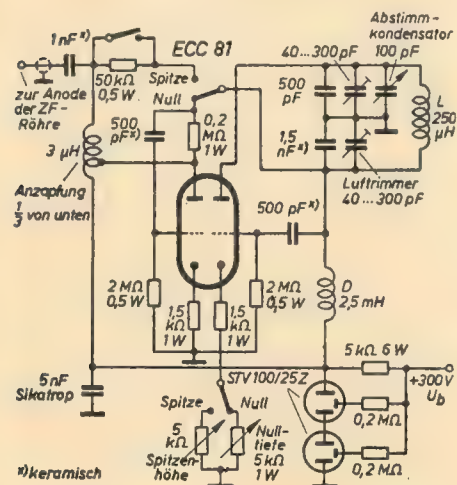 1nF*)
ECC 81
Abstimm-
kondensator
40...300 pF
100 pF
50kΩ
0,5 W
Spitze
Null
zur Anode
der ZF-
Röhre
500
pF
L
250
µH
500
pF*)
0,2
MΩ
1W
1,5
nF*)
3 µH
Anzapfung
1/3 von unten
Lufttrimmer
40...300 pF
500 pF*)
2 MΩ
0,5 W
1,5
kΩ
1W
1,5
kΩ
1 W
2 MΩ
0,5 W
D
2,5 mH
5 kΩ 6 W
+300V
Ub
5nF
Sikatrop
STV 100/25Z
0,2 MΩ
Spitze
Null
5
kΩ
Spitzen-
höhe
Null-
tiefe
5 kΩ
1 W
0,2 MΩ
*)keramisch